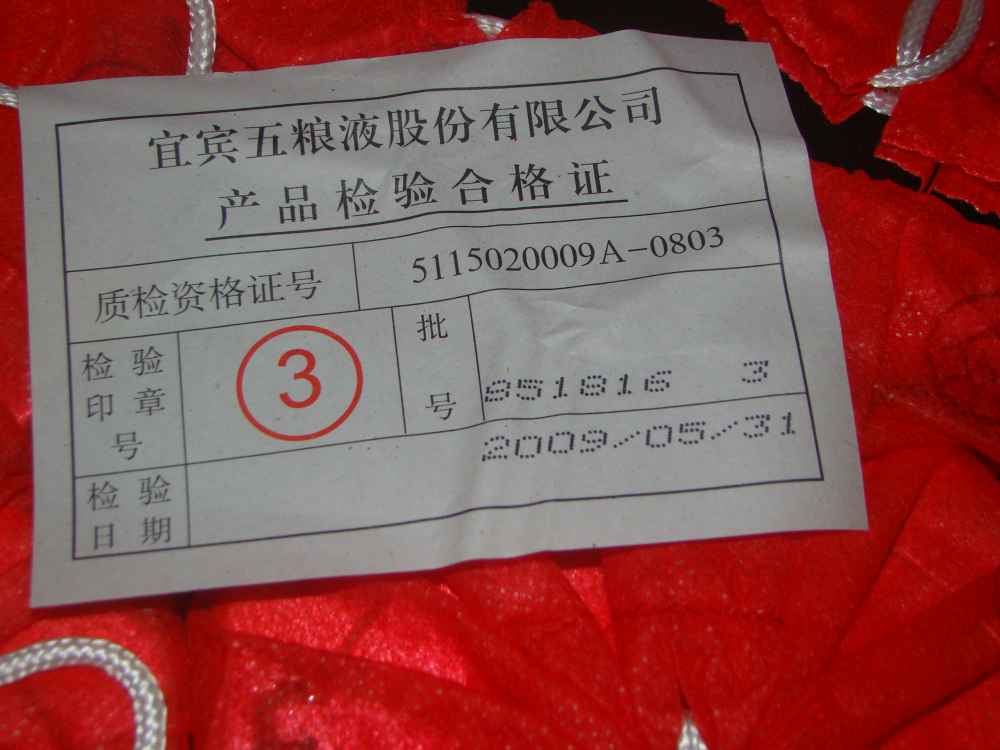 宜宾五粮液股份有限公司
产品检验合格证
质检资格证号 5115020009A-0803
检验印章号 3 批号 851816 3
检验日期 2009/05/31